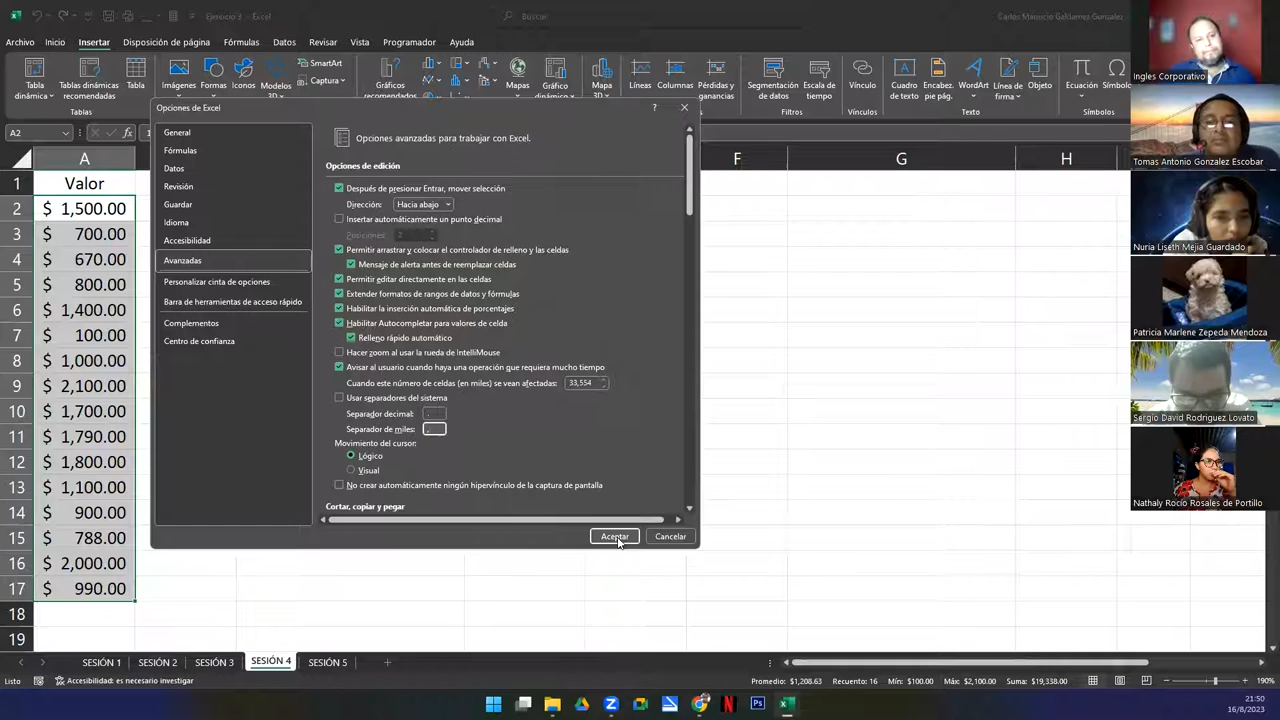 Ejercicio 3 - Excel
Buscar
Carlos Mauricio Galdamez Gonzalez
Archivo Inicio Insertar Disposición de página Fórmulas Datos Revisar Vista Programador Ayuda
Tabla dinámica
Tablas dinámicas recomendadas
Tabla
Tablas
Imágenes
Formas
Iconos
Modelos 3D
SmartArt
Captura
Gráficos recomendados
Mapas
Gráfico dinámico
Mapa 3D
Líneas
Columnas
Pérdidas y ganancias
Segmentación de datos
Escala de tiempo
Filtros
Vínculo
Vínculos
Cuadro de texto
Encabez. pie pág.
WordArt
Línea de firma
Objeto
Texto
Ecuación
Símbolo
Símbolos
A2
fx
Opciones de Excel
General
Fórmulas
Datos
Revisión
Guardar
Idioma
Accesibilidad
Avanzadas
Personalizar cinta de opciones
Barra de herramientas de acceso rápido
Complementos
Centro de confianza
Opciones avanzadas para trabajar con Excel.
Opciones de edición
Después de presionar Entrar, mover selección
Dirección: Hacia abajo
Insertar automáticamente un punto decimal
Posiciones: 2
Permitir arrastrar y colocar el controlador de relleno y las celdas
Mensaje de alerta antes de reemplazar celdas
Permitir editar directamente en las celdas
Extender formatos de rangos de datos y fórmulas
Habilitar la inserción automática de porcentajes
Habilitar Autocompletar para valores de celda
Relleno rápido automático
Hacer zoom al usar la rueda de IntelliMouse
Avisar al usuario cuando haya una operación que requiera mucho tiempo
Cuando este número de celdas (en miles) se vean afectadas: 33,554
Usar separadores del sistema
Separador decimal: .
Separador de miles: ,
Movimiento del cursor:
Lógico
Visual
No crear automáticamente ningún hipervínculo de la captura de pantalla
Cortar, copiar y pegar
Aceptar Cancelar
A F G H
1 Valor
2 $ 1,500.00
3 $ 700.00
4 $ 670.00
5 $ 800.00
6 $ 1,400.00
7 $ 100.00
8 $ 1,000.00
9 $ 2,100.00
10 $ 1,700.00
11 $ 1,790.00
12 $ 1,800.00
13 $ 1,100.00
14 $ 900.00
15 $ 788.00
16 $ 2,000.00
17 $ 990.00
18
19
SESIÓN 1 SESIÓN 2 SESIÓN 3 SESIÓN 4 SESIÓN 5
Listo Accesibilidad: es necesario investigar Promedio: $1,208.63 Recuento: 16 Mín: $100.00 Máx: $2,100.00 Suma: $19,338.00 190%
21:50
16/8/2023
Ingles Corporativo
Tomas Antonio Gonzalez Escobar
Nuria Liseth Mejia Guardado
Patricia Marlene Zepeda Mendoza
Sergio David Rodriguez Lovato
Nathaly Rocío Rosales de Portillo